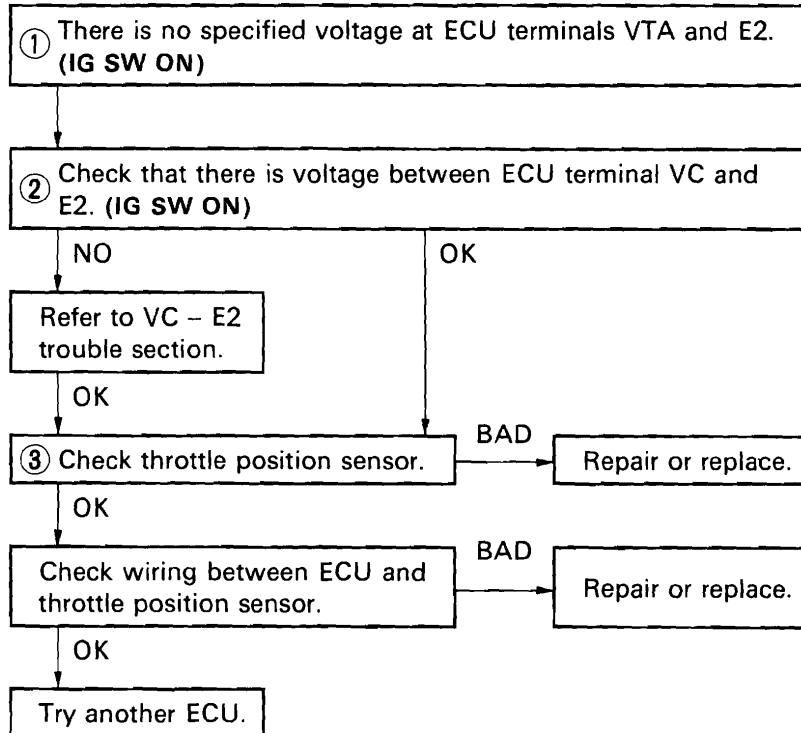 ① There is no specified voltage at ECU terminals VTA and E2.
(IG SW ON)
② Check that there is voltage between ECU terminal VC and
E2. (IG SW ON)
NO
OK
Refer to VC – E2
trouble section.
OK
③ Check throttle position sensor.
BAD
Repair or replace.
OK
Check wiring between ECU and
throttle position sensor.
BAD
Repair or replace.
OK
Try another ECU.